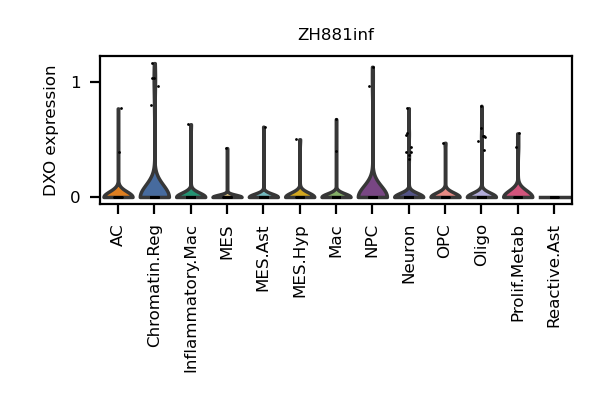 ZH881inf
DXO expression
1
0
AC
Chromatin.Reg
Inflammatory.Mac
MES
MES.Ast
MES.Hyp
Mac
NPC
Neuron
OPC
Oligo
Prolif.Metab
Reactive.Ast